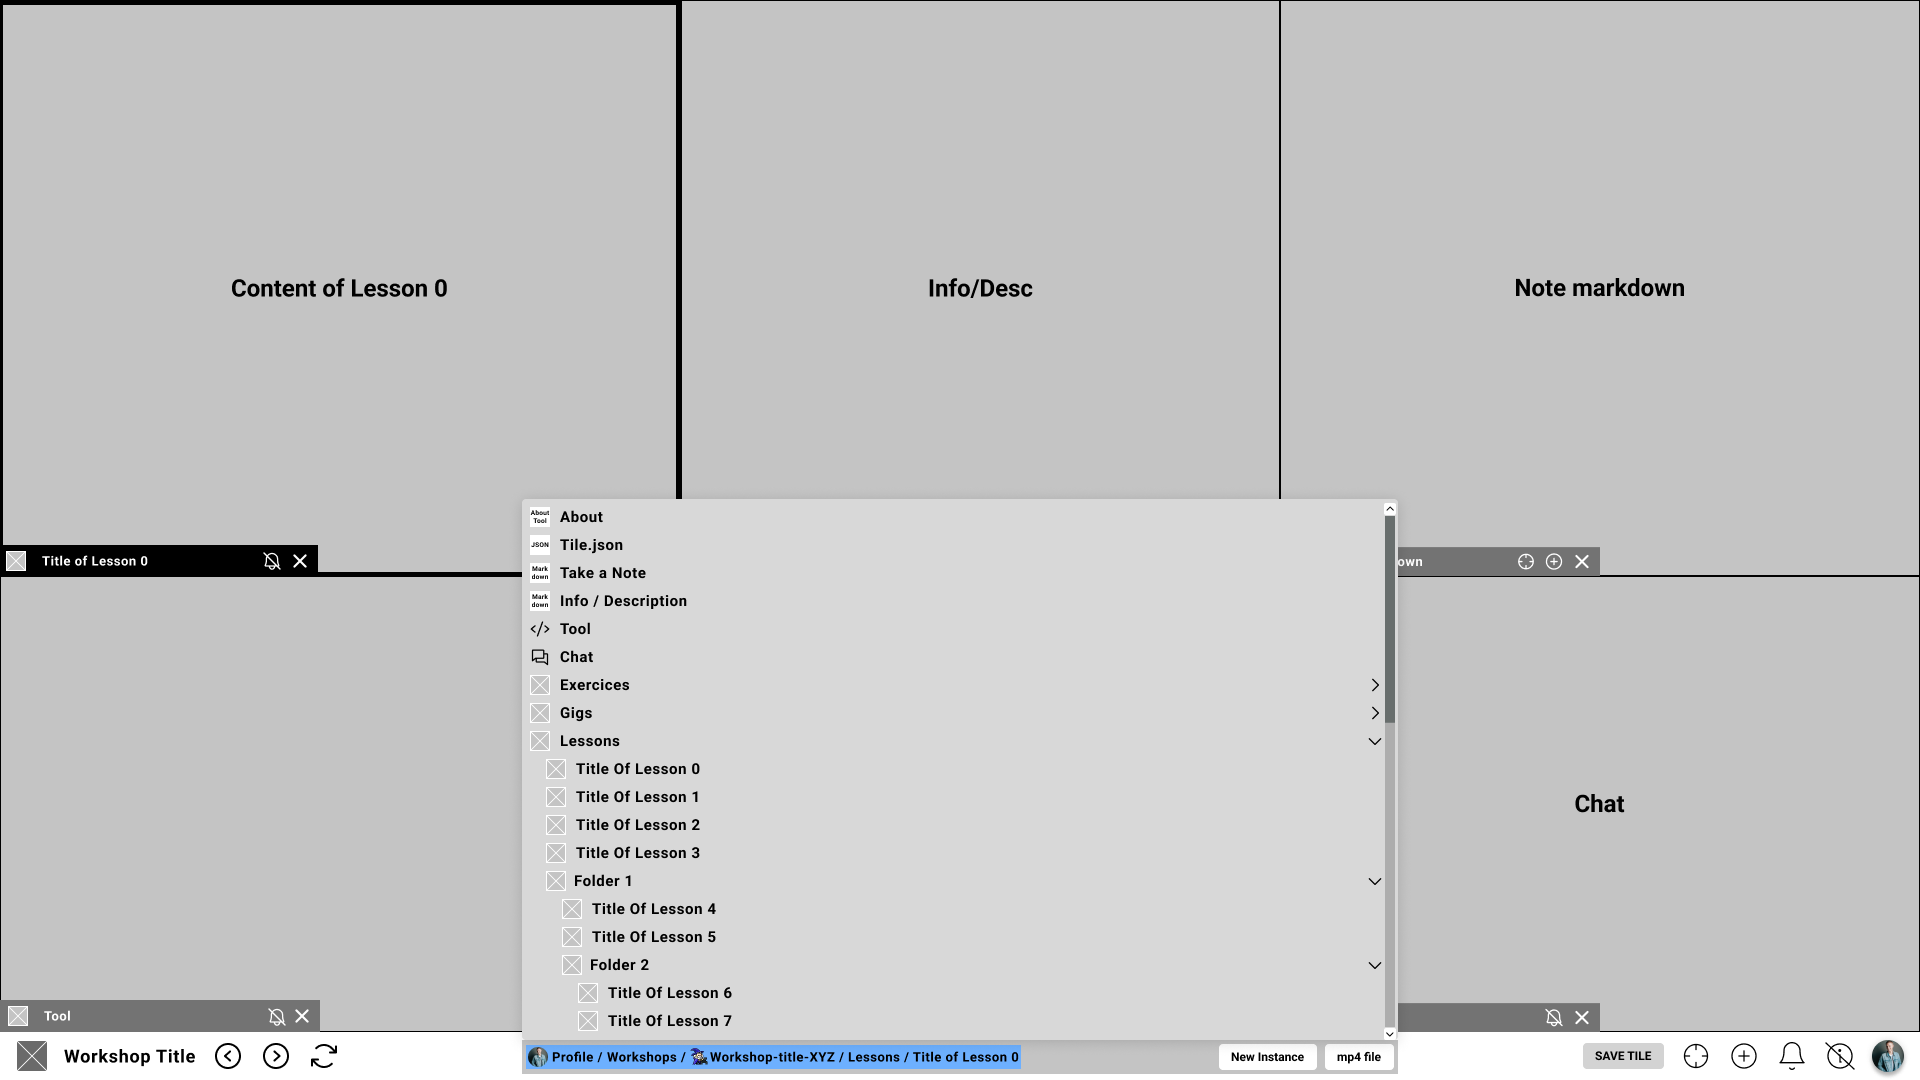 Content of Lesson 0
Info/Desc
Note markdown
Title of Lesson 0
own
About Tool
About
JSON
Tile.json
Mark down
Take a Note
Mark down
Info / Description
</> Tool
Chat
Exercices
Gigs
Lessons
Title Of Lesson 0
Title Of Lesson 1
Title Of Lesson 2
Title Of Lesson 3
Folder 1
Title Of Lesson 4
Title Of Lesson 5
Folder 2
Title Of Lesson 6
Title Of Lesson 7
Chat
Tool
Workshop Title
Profile / Workshops / Workshop-title-XYZ / Lessons / Title of Lesson 0
New Instance
mp4 file
SAVE TILE